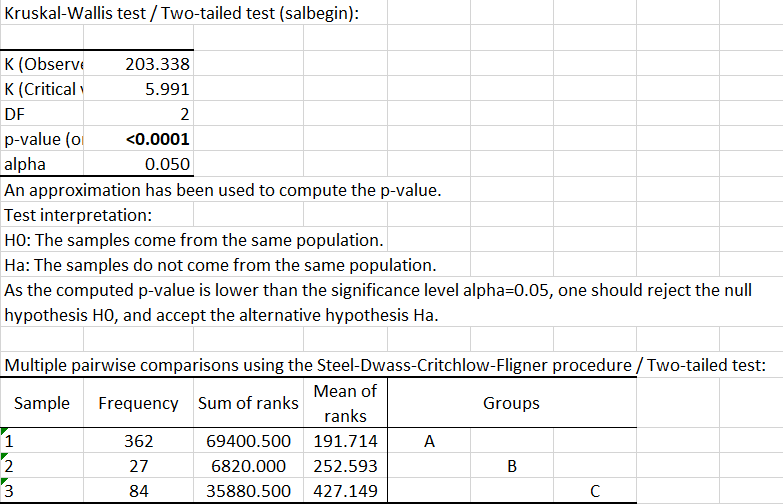 Kruskal-Wallis test / Two-tailed test (salbegin):
K (Observe 203.338
K (Critical 5.991
DF 2
p-value (o <0.0001
alpha 0.050
An approximation has been used to compute the p-value.
Test interpretation:
H0: The samples come from the same population.
Ha: The samples do not come from the same population.
As the computed p-value is lower than the significance level alpha=0.05, one should reject the null
hypothesis H0, and accept the alternative hypothesis Ha.
Multiple pairwise comparisons using the Steel-Dwass-Critchlow-Fligner procedure / Two-tailed test:
Sample Frequency Sum of ranks Mean of ranks Groups
1 362 69400.500 191.714 A
2 27 6820.000 252.593 B
3 84 35880.500 427.149 C